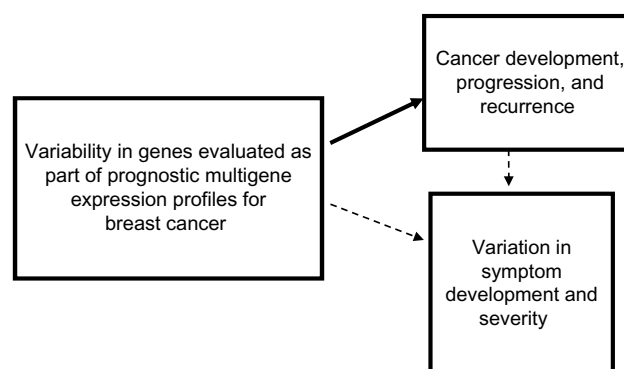 Cancer development,
progression, and
recurrence
Variability in genes evaluated as
part of prognostic multigene
expression profiles for
breast cancer
Variation in
symptom
development and
severity